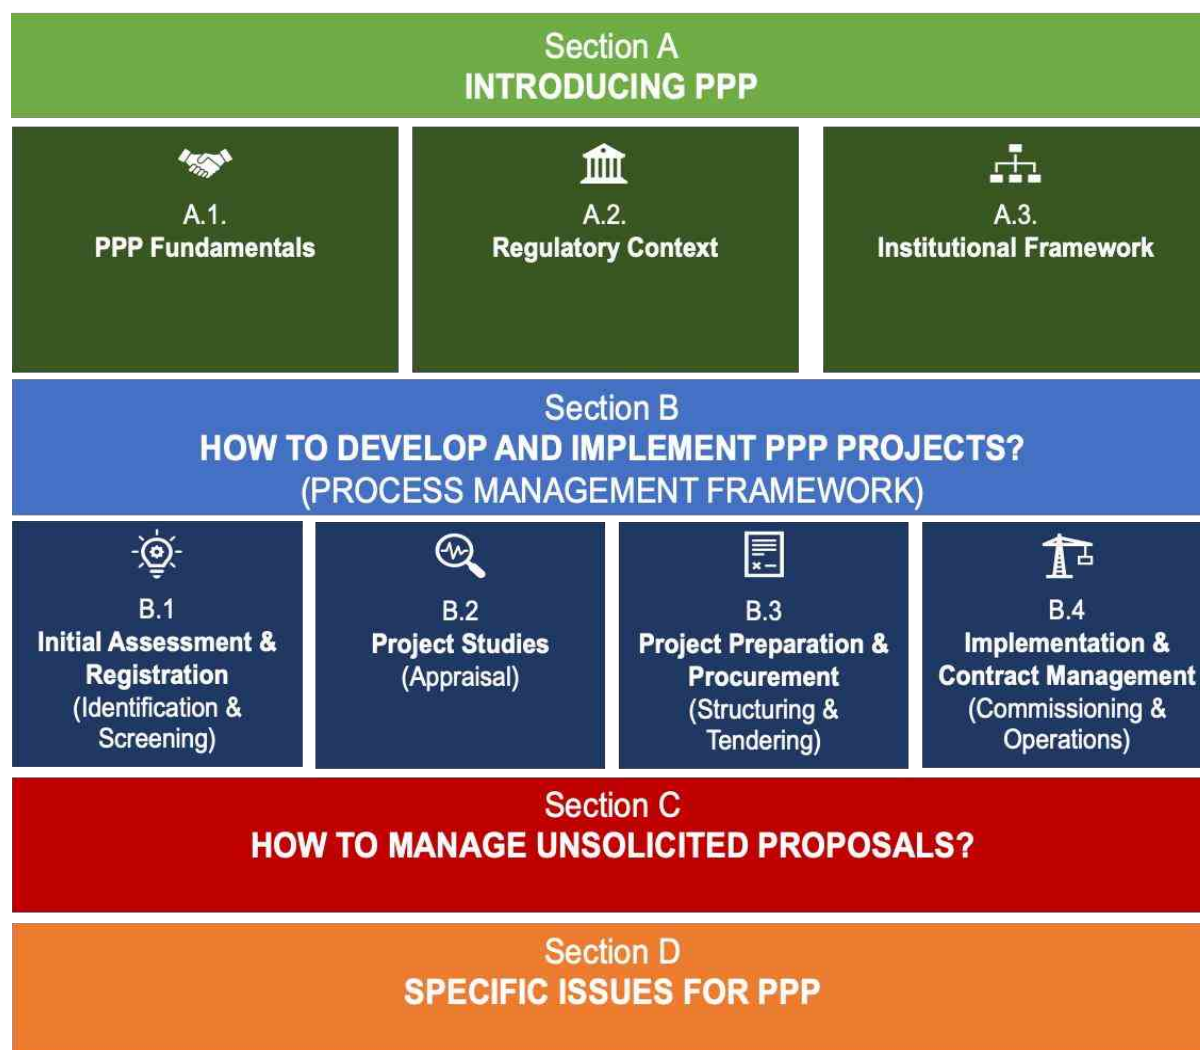 Section A
INTRODUCING PPP
A.1.
PPP Fundamentals
A.2.
Regulatory Context
A.3.
Institutional Framework
Section B
HOW TO DEVELOP AND IMPLEMENT PPP PROJECTS?
(PROCESS MANAGEMENT FRAMEWORK)
B.1
Initial Assessment &
Registration
(Identification &
Screening)
B.2
Project Studies
(Appraisal)
B.3
Project Preparation &
Procurement
(Structuring &
Tendering)
B.4
Implementation &
Contract Management
(Commissioning &
Operations)
Section C
HOW TO MANAGE UNSOLICITED PROPOSALS?
Section D
SPECIFIC ISSUES FOR PPP